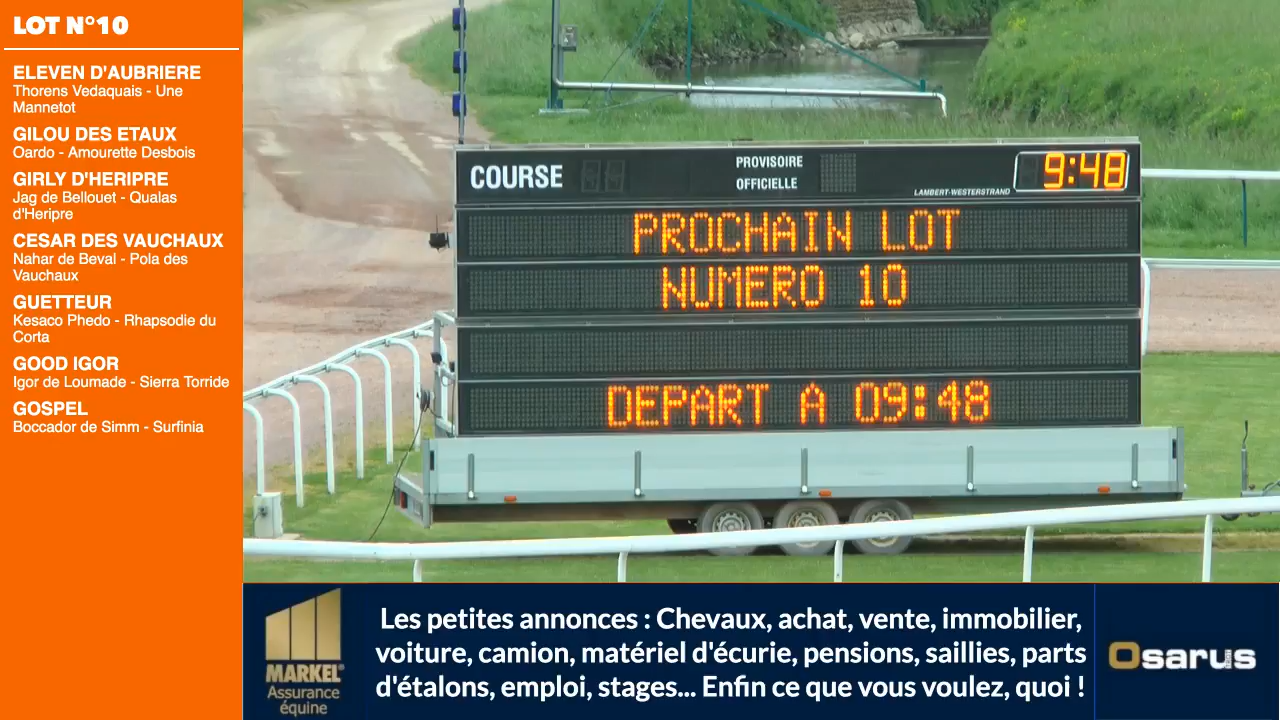 LOT N°10
ELEVEN D'AUBRIERE
Thorens Vedaquais - Une
Mannetot
GILOU DES ETAUX
Oardo - Amourette Desbois
GIRLY D'HERIPRE
Jag de Bellouet - Qualas
d'Heripre
CESAR DES VAUCHAUX
Nahar de Beval - Pola des
Vauchaux
GUETTEUR
Kesaco Phedo - Rhapsodie du
Corta
GOOD IGOR
Igor de Loumade - Sierra Torride
GOSPEL
Boccador de Simm - Surfinia
COURSE
PROVISOIRE
OFFICIELLE
9:48
LAMBERT-WESTERSTRAND
PROCHAIN LOT
NUMERO 10
DEPART A 09:48
MARKEL®
Assurance
équine
Les petites annonces : Chevaux, achat, vente, immobilier,
voiture, camion, matériel d'écurie, pensions, saillies, parts
d'étalons, emploi, stages... Enfin ce que vous voulez, quoi !
Osarus